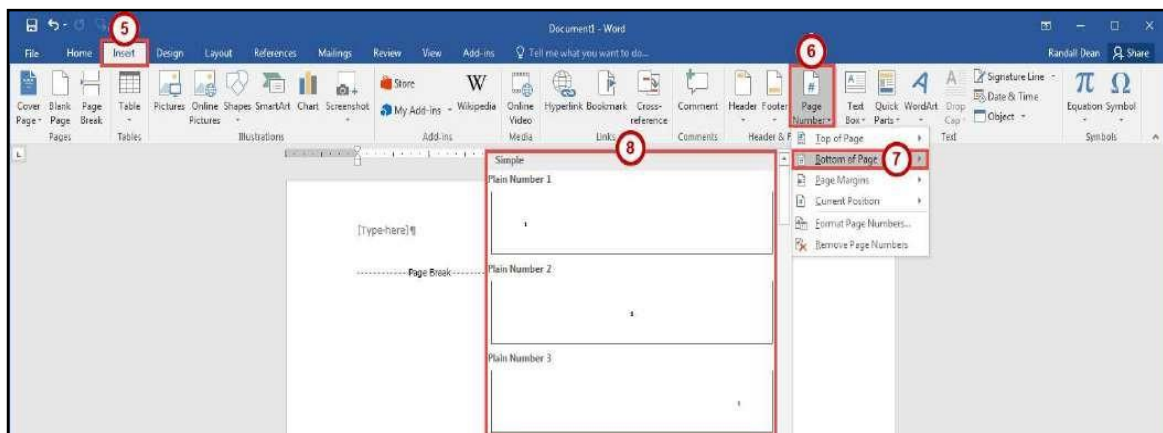 5
Document1 - Word
File Home Insert Design Layout References Mailings Review View Add-ins Tell me what you want to do... Randall Dean Share
6
Cover Page Blank Page Page Break Table Pictures Online Pictures Shapes SmartArt Chart Screenshot Store My Add-ins Wikipedia Online Video Hyperlink Bookmark Cross-reference Comment Header Footer Page Number Text Box Quick Parts WordArt Drop Cap Signature Line Date & Time Object Equation Symbol
Pages Tables Illustrations Add-ins Media Links Comments Header & F Text Symbols
8
Top of Page
Bottom of Page 7
Page Margins
Current Position
Format Page Numbers...
Remove Page Numbers
Simple
Plain Number 1
1
[Type-here]¶
Page Break
Plain Number 2
1
Plain Number 3
1